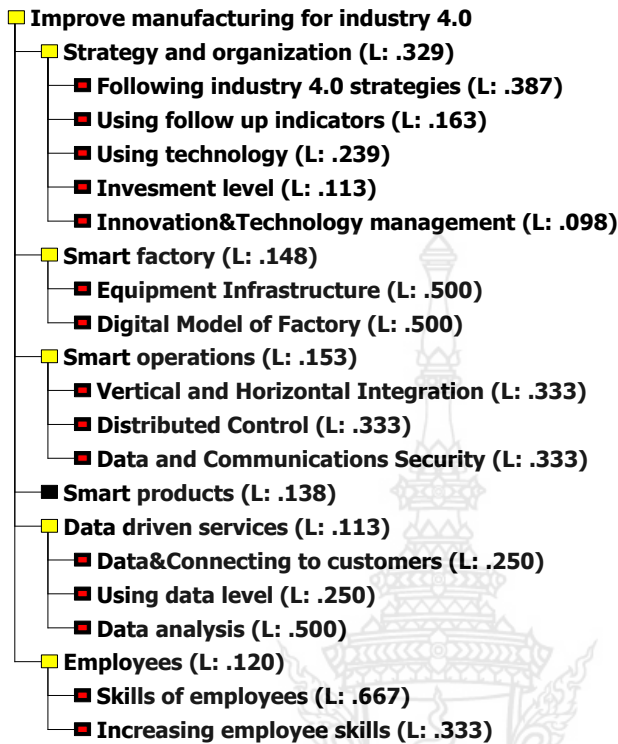 Improve manufacturing for industry 4.0
Strategy and organization (L: .329)
Following industry 4.0 strategies (L: .387)
Using follow up indicators (L: .163)
Using technology (L: .239)
Invesment level (L: .113)
Innovation&Technology management (L: .098)
Smart factory (L: .148)
Equipment Infrastructure (L: .500)
Digital Model of Factory (L: .500)
Smart operations (L: .153)
Vertical and Horizontal Integration (L: .333)
Distributed Control (L: .333)
Data and Communications Security (L: .333)
Smart products (L: .138)
Data driven services (L: .113)
Data&Connecting to customers (L: .250)
Using data level (L: .250)
Data analysis (L: .500)
Employees (L: .120)
Skills of employees (L: .667)
Increasing employee skills (L: .333)